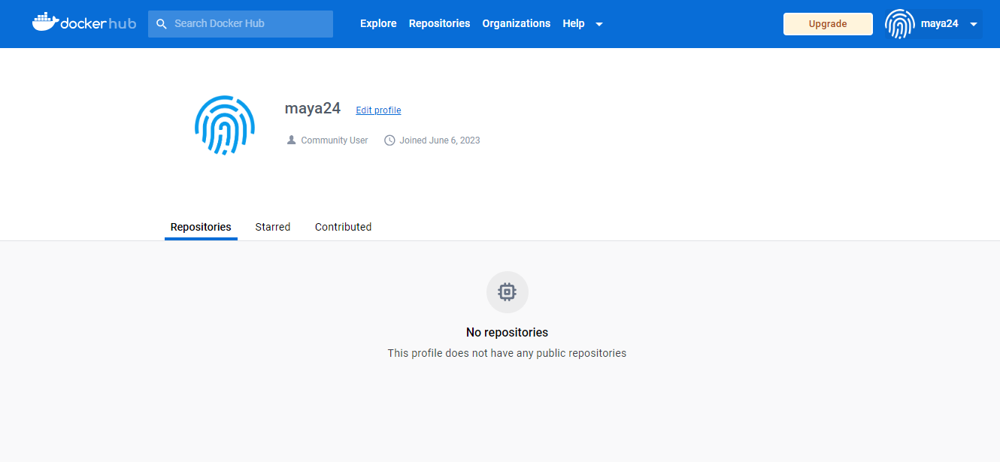 docker hub Search Docker Hub Explore Repositories Organizations Help Upgrade maya24
maya24 Edit profile
Community User Joined June 6, 2023
Repositories Starred Contributed
No repositories
This profile does not have any public repositories